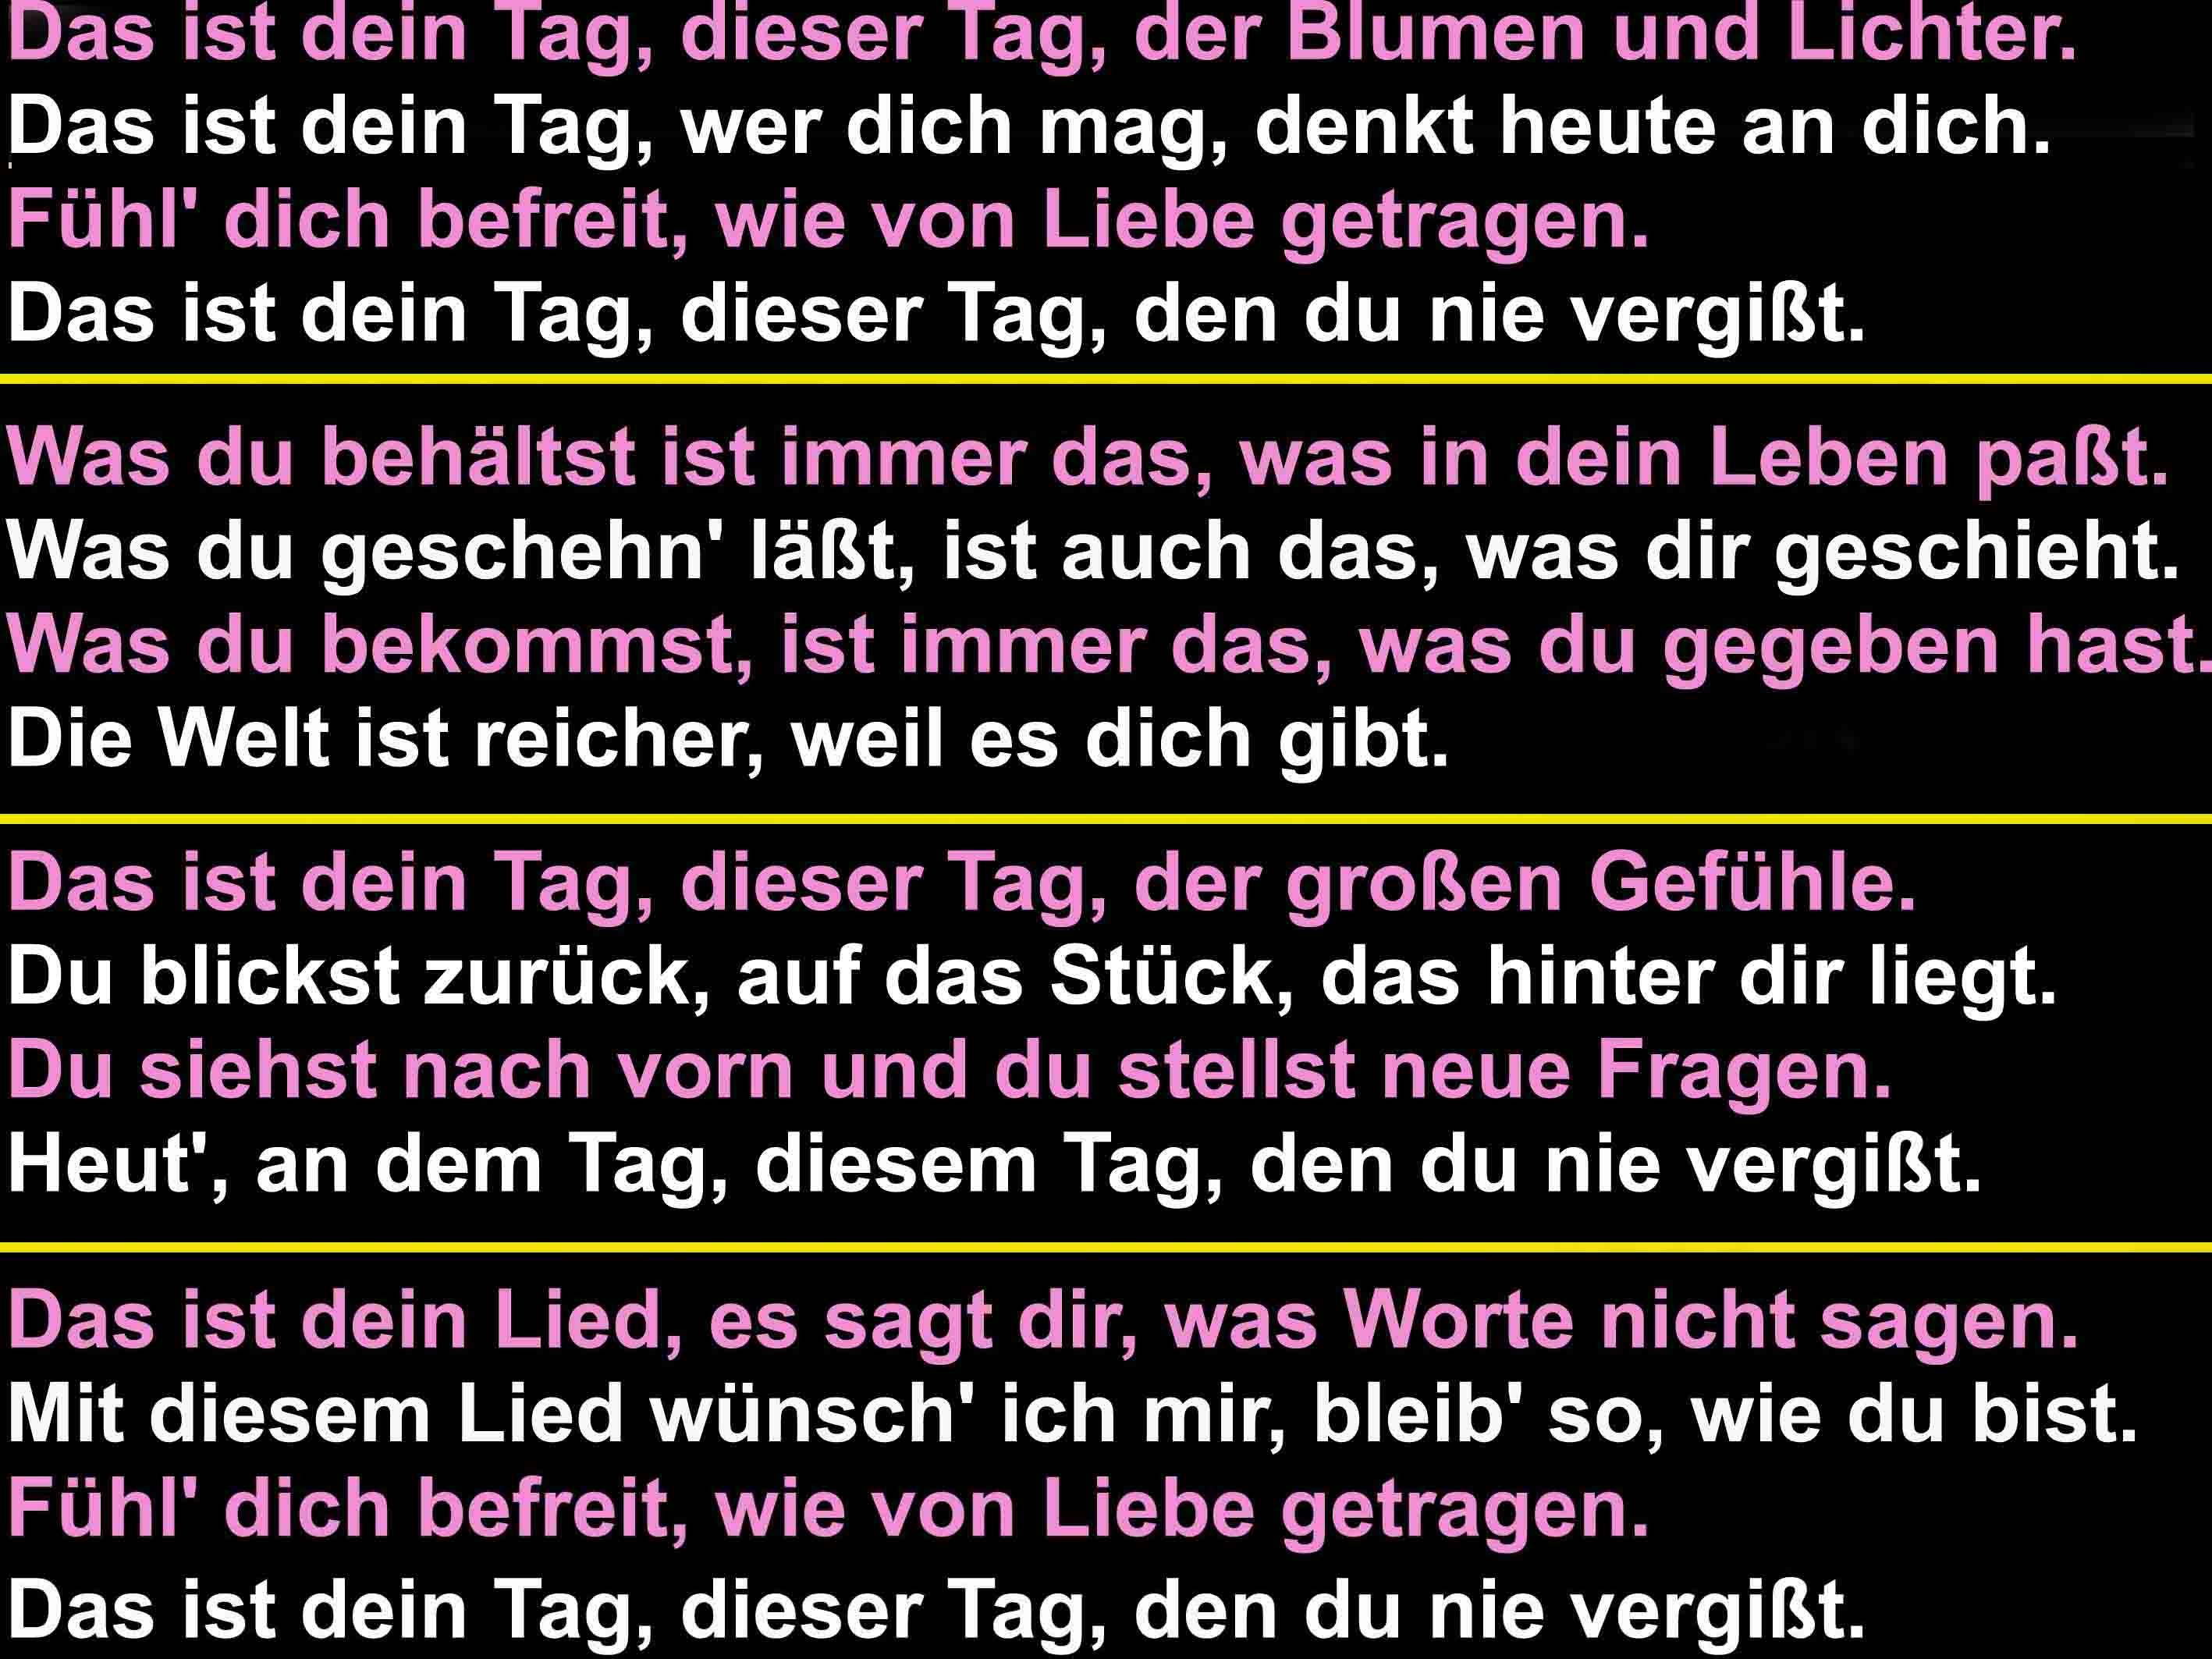 Das ist dein Tag, dieser Tag, der Blumen und Lichter.
Das ist dein Tag, wer dich mag, denkt heute an dich.
Fühl' dich befreit, wie von Liebe getragen.
Das ist dein Tag, dieser Tag, den du nie vergißt.
Was du behältst ist immer das, was in dein Leben paßt.
Was du geschehn' läßt, ist auch das, was dir geschieht.
Was du bekommst, ist immer das, was du gegeben hast.
Die Welt ist reicher, weil es dich gibt.
Das ist dein Tag, dieser Tag, der großen Gefühle.
Du blickst zurück, auf das Stück, das hinter dir liegt.
Du siehst nach vorn und du stellst neue Fragen.
Heut', an dem Tag, diesem Tag, den du nie vergißt.
Das ist dein Lied, es sagt dir, was Worte nicht sagen.
Mit diesem Lied wünsch' ich mir, bleib' so, wie du bist.
Fühl' dich befreit, wie von Liebe getragen.
Das ist dein Tag, dieser Tag, den du nie vergißt.